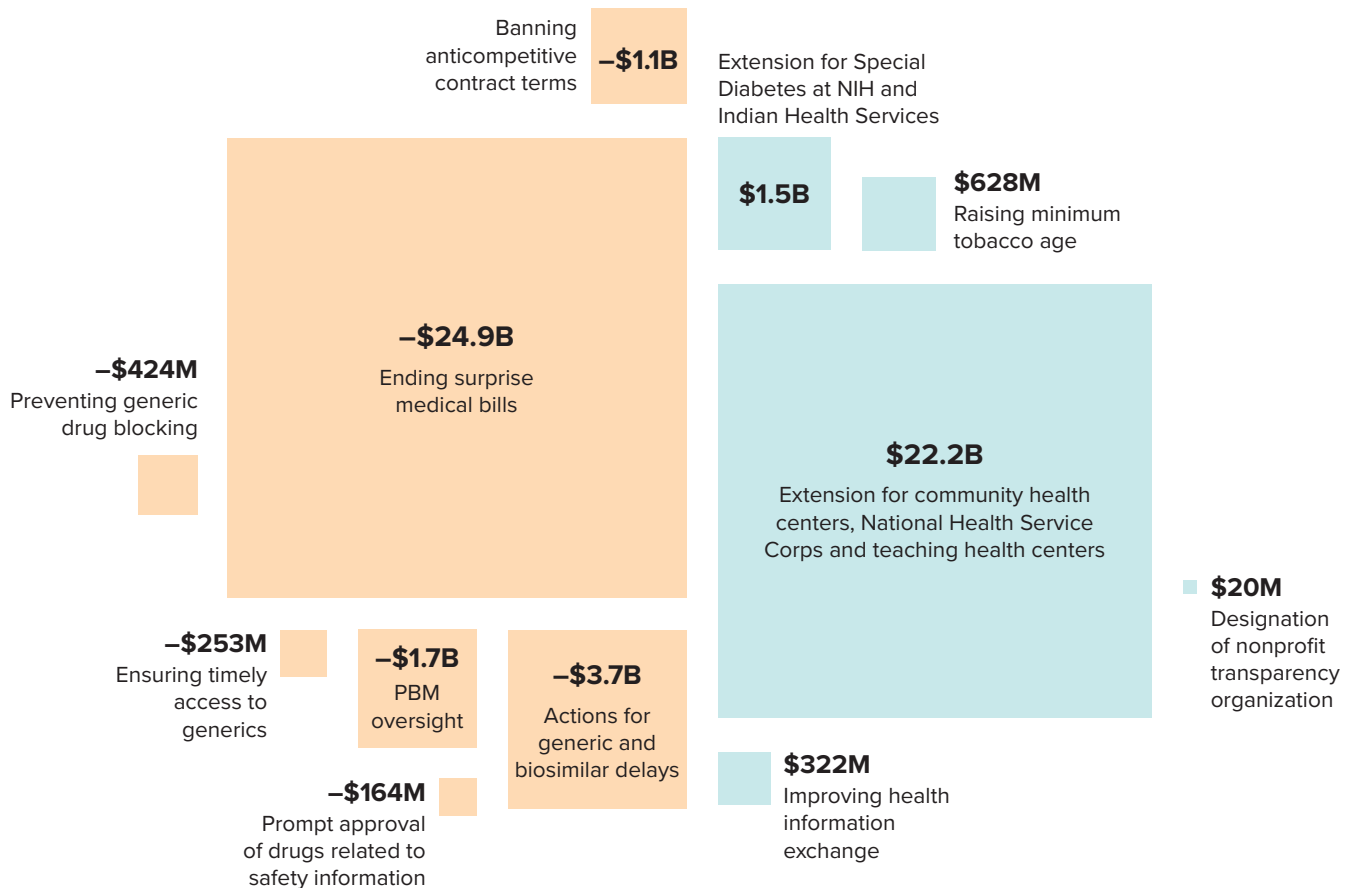 Banning
anticompetitive
contract terms
–$1.1B
Extension for Special
Diabetes at NIH and
Indian Health Services
$1.5B
$628M
Raising minimum
tobacco age
–$24.9B
Ending surprise
medical bills
–$424M
Preventing generic
drug blocking
$22.2B
Extension for community health
centers, National Health Service
Corps and teaching health centers
$20M
Designation
of nonprofit
transparency
organization
–$253M
Ensuring timely
access to
generics
–$1.7B
PBM
oversight
–$3.7B
Actions for
generic and
biosimilar delays
–$164M
Prompt approval
of drugs related to
safety information
$322M
Improving health
information
exchange